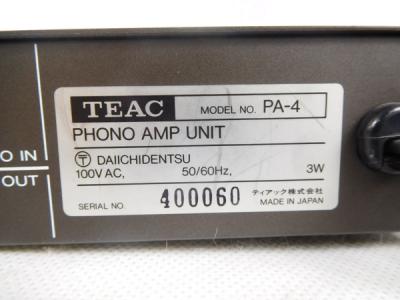 TEAC MODEL NO. PA-4
PHONO AMP UNIT
〒 DAIICHIDENTSU
100V AC, 50/60Hz, 3W
ティアック株式会社
SERIAL NO. 400060 MADE IN JAPAN
O IN
OUT